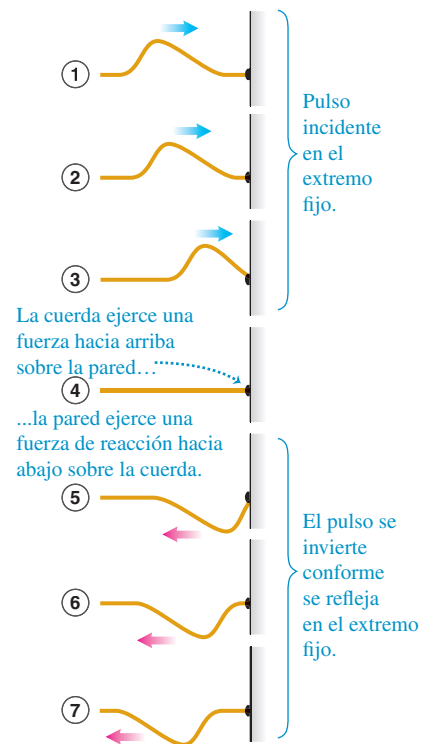 1
Pulso
incidente
en el
extremo
fijo.
2
3
La cuerda ejerce una
fuerza hacia arriba
sobre la pared…
4
...la pared ejerce una
fuerza de reacción hacia
abajo sobre la cuerda.
5
El pulso se
invierte
conforme
se refleja
en el extremo
fijo.
6
7